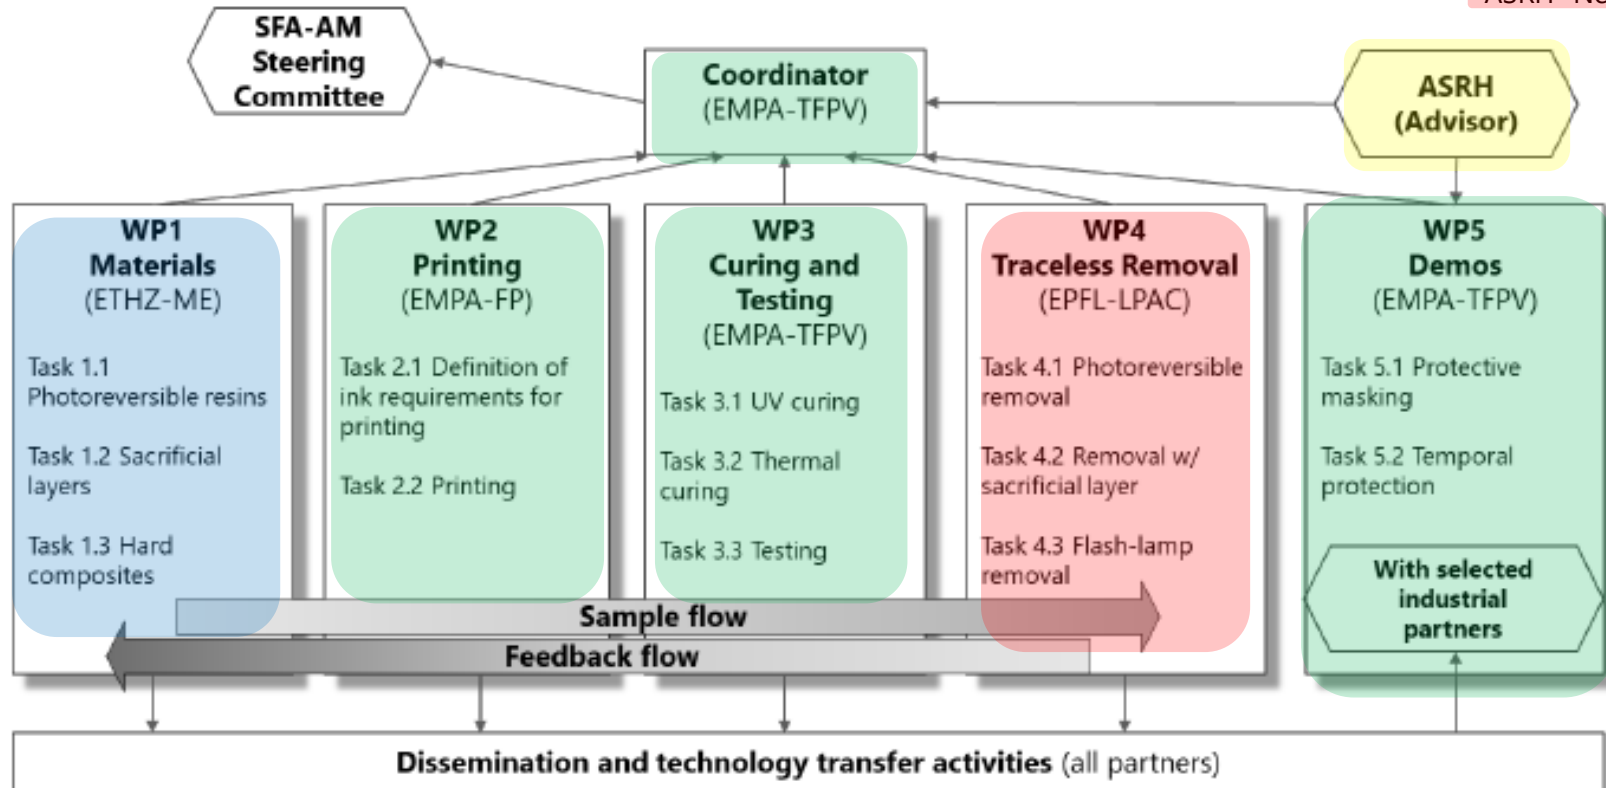 ASRH
SFA-AM
Steering
Committee
Coordinator
(EMPA-TFPV)
ASRH
(Advisor)
WP1
Materials
(ETHZ-ME)
Task 1.1
Photoreversible resins
Task 1.2 Sacrificial
layers
Task 1.3 Hard
composites
WP2
Printing
(EMPA-FP)
Task 2.1 Definition of
ink requirements for
printing
Task 2.2 Printing
WP3
Curing and
Testing
(EMPA-TFPV)
Task 3.1 UV curing
Task 3.2 Thermal
curing
Task 3.3 Testing
WP4
Traceless Removal
(EPFL-LPAC)
Task 4.1 Photoreversible
removal
Task 4.2 Removal w/
sacrificial layer
Task 4.3 Flash-lamp
removal
WP5
Demos
(EMPA-TFPV)
Task 5.1 Protective
masking
Task 5.2 Temporal
protection
With selected
industrial
partners
Sample flow
Feedback flow
Dissemination and technology transfer activities (all partners)